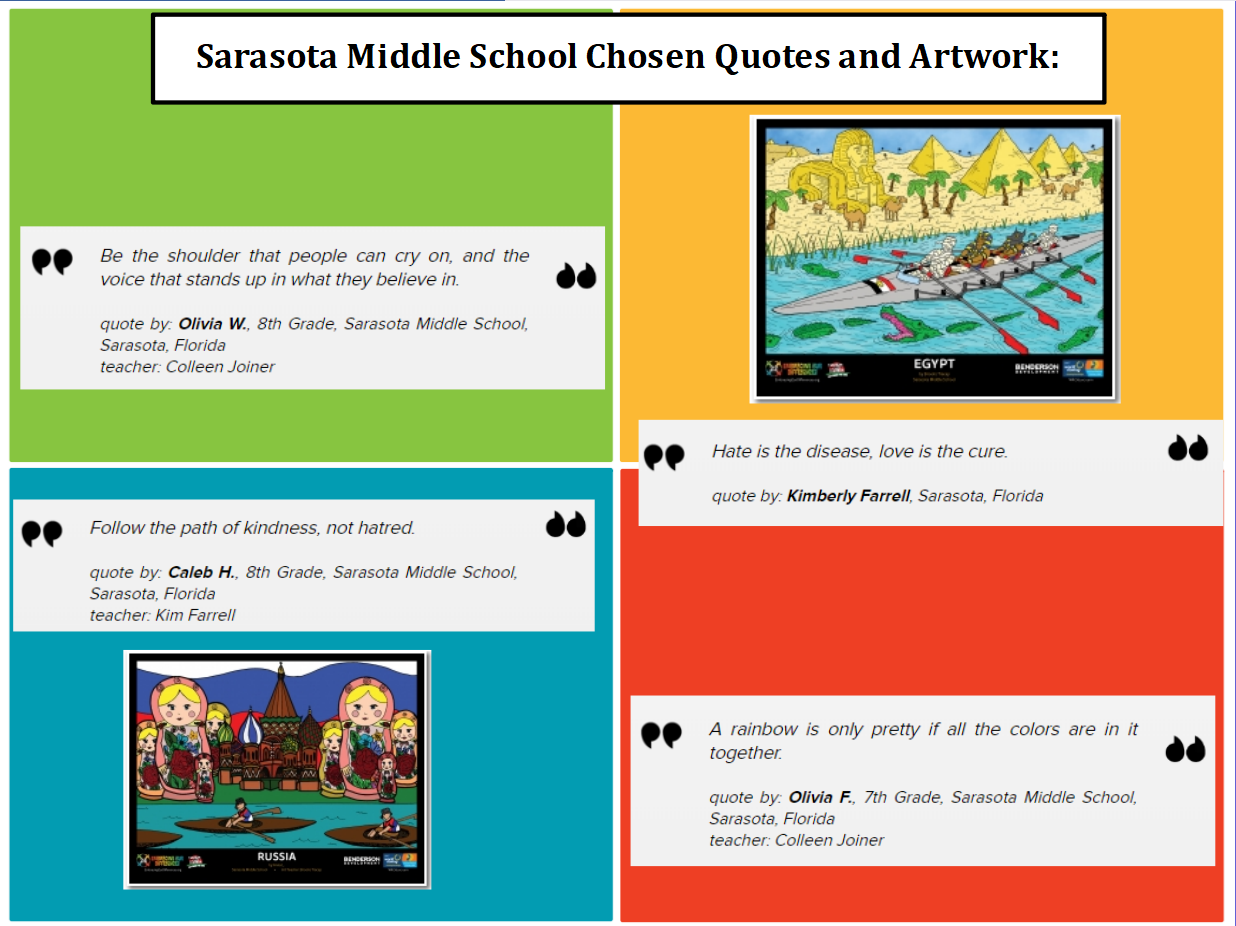 Sarasota Middle School Chosen Quotes and Artwork:
Be the shoulder that people can cry on, and the
voice that stands up in what they believe in.
quote by: Olivia W., 8th Grade, Sarasota Middle School,
Sarasota, Florida
teacher: Colleen Joiner
EGYPT
BENDERSON
DEVELOPMENT
Hate is the disease, love is the cure.
quote by: Kimberly Farrell, Sarasota, Florida
Follow the path of kindness, not hatred.
quote by: Caleb H., 8th Grade, Sarasota Middle School,
Sarasota, Florida
teacher: Kim Farrell
RUSSIA
BENDERSON
DEVELOPMENT
A rainbow is only pretty if all the colors are in it
together.
quote by: Olivia F., 7th Grade, Sarasota Middle School,
Sarasota, Florida
teacher: Colleen Joiner